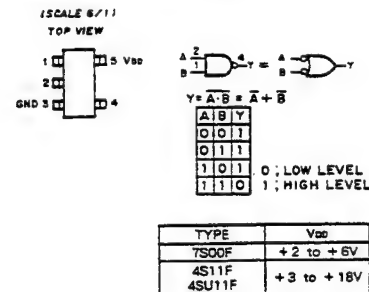 (SCALE 6/1)
TOP VIEW
1
5 VDD
2
GND 3
4
A 2
B 1
4 Y = A B Y
Y = A·B = A + B
A B Y
0 0 1
0 1 1
1 0 1
1 1 0
0 ; LOW LEVEL
1 ; HIGH LEVEL
TYPE VDD
7S00F +2 to +6V
4S11F
4SU11F
+3 to +18V